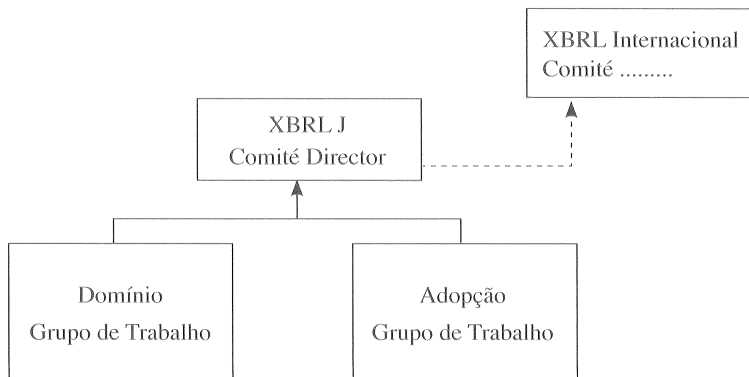 XBRL Internacional
Comité .........
XBRL J
Comité Director
Domínio
Grupo de Trabalho
Adopção
Grupo de Trabalho